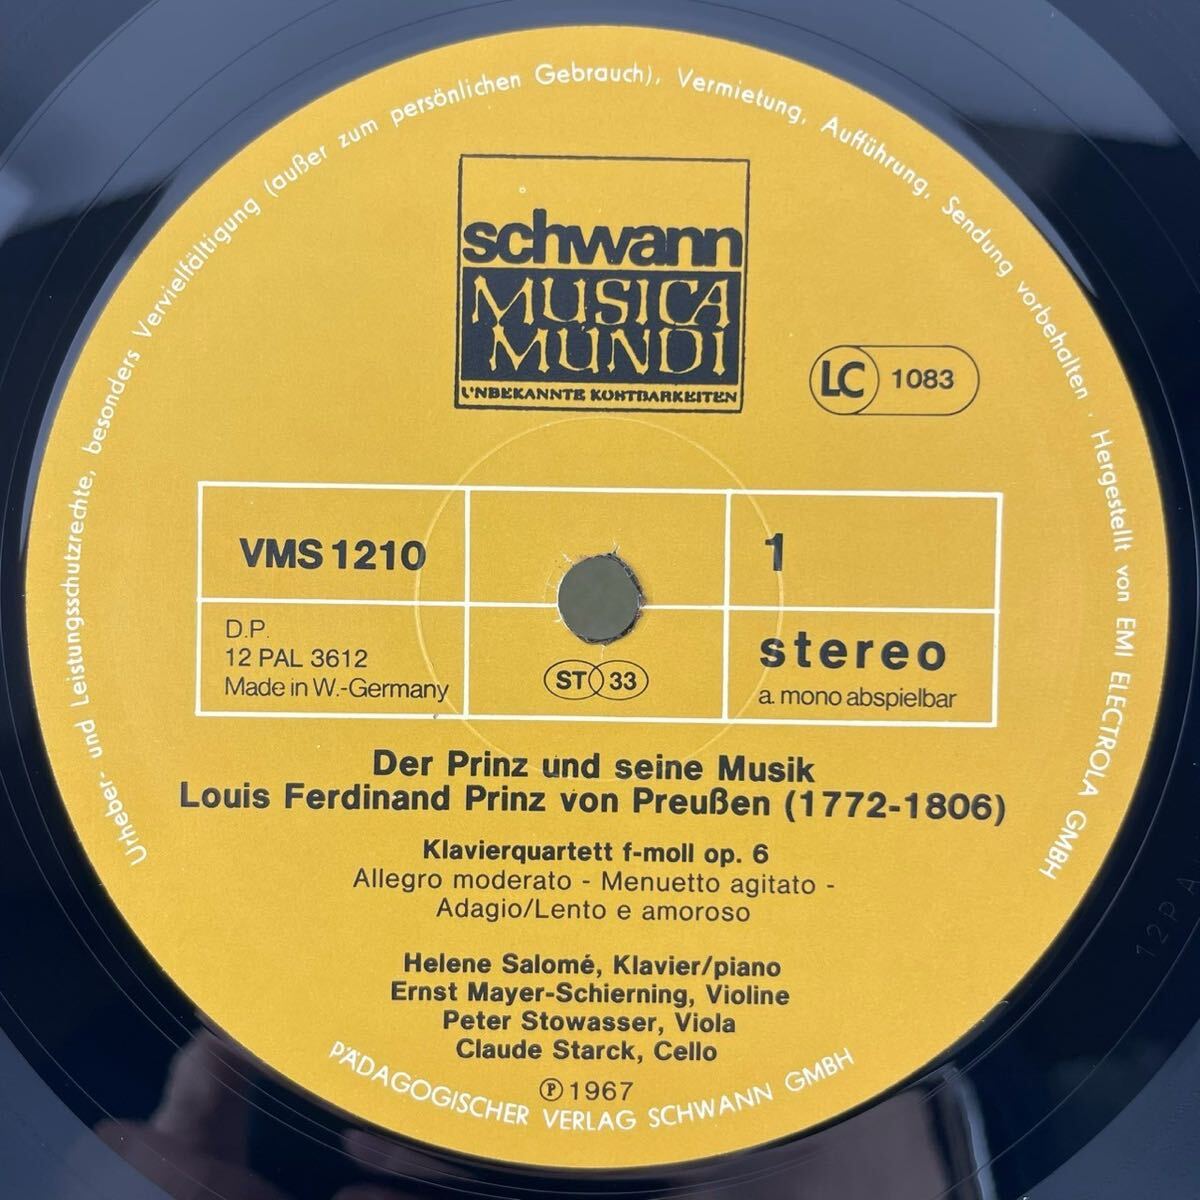 Urheber- und Leistungsschutzrechte, besonders Vervielfältigung (außer zum persönlichen Gebrauch), Vermietung, Aufführung, Sendung vorbehalten · Hergestellt von EMI ELECTROLA GMBH
schwann
MUSICA
MUNDI
UNBEKANNTE KOSTBARKEITEN
LC 1083
VMS 1210
1
D.P.
12 PAL 3612
Made in W.-Germany
ST 33
stereo
a. mono abspielbar
Der Prinz und seine Musik
Louis Ferdinand Prinz von Preußen (1772-1806)
Klavierquartett f-moll op. 6
Allegro moderato - Menuetto agitato -
Adagio/Lento e amoroso
Helene Salomé, Klavier/piano
Ernst Mayer-Schierning, Violine
Peter Stowasser, Viola
Claude Starck, Cello
Ⓟ 1967
PÄDAGOGISCHER VERLAG SCHWANN GMBH